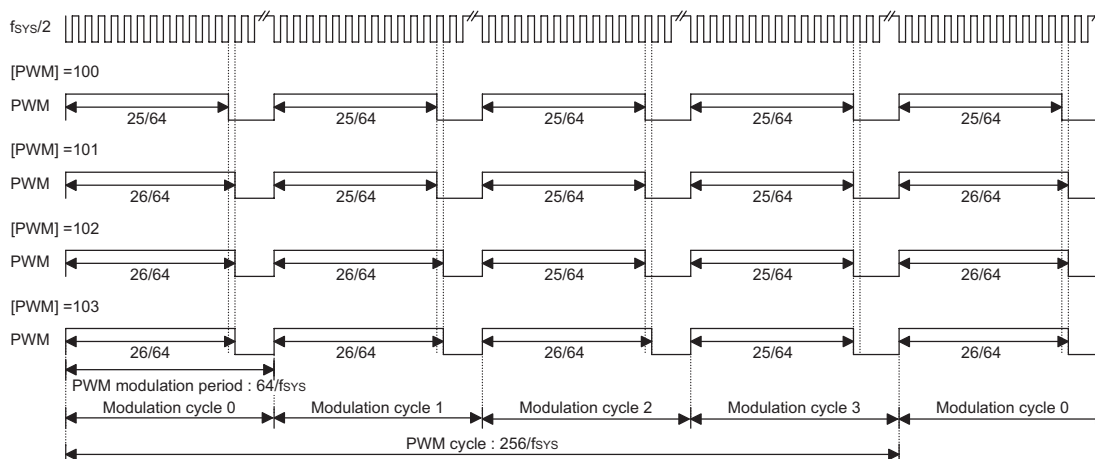 fSYS/2
[PWM] =100
PWM
25/64 25/64 25/64 25/64 25/64
[PWM] =101
PWM
26/64 25/64 25/64 25/64 26/64
[PWM] =102
PWM
26/64 26/64 25/64 25/64 26/64
[PWM] =103
PWM
26/64 26/64 26/64 25/64 26/64
PWM modulation period : 64/fSYS
Modulation cycle 0 Modulation cycle 1 Modulation cycle 2 Modulation cycle 3 Modulation cycle 0
PWM cycle : 256/fSYS